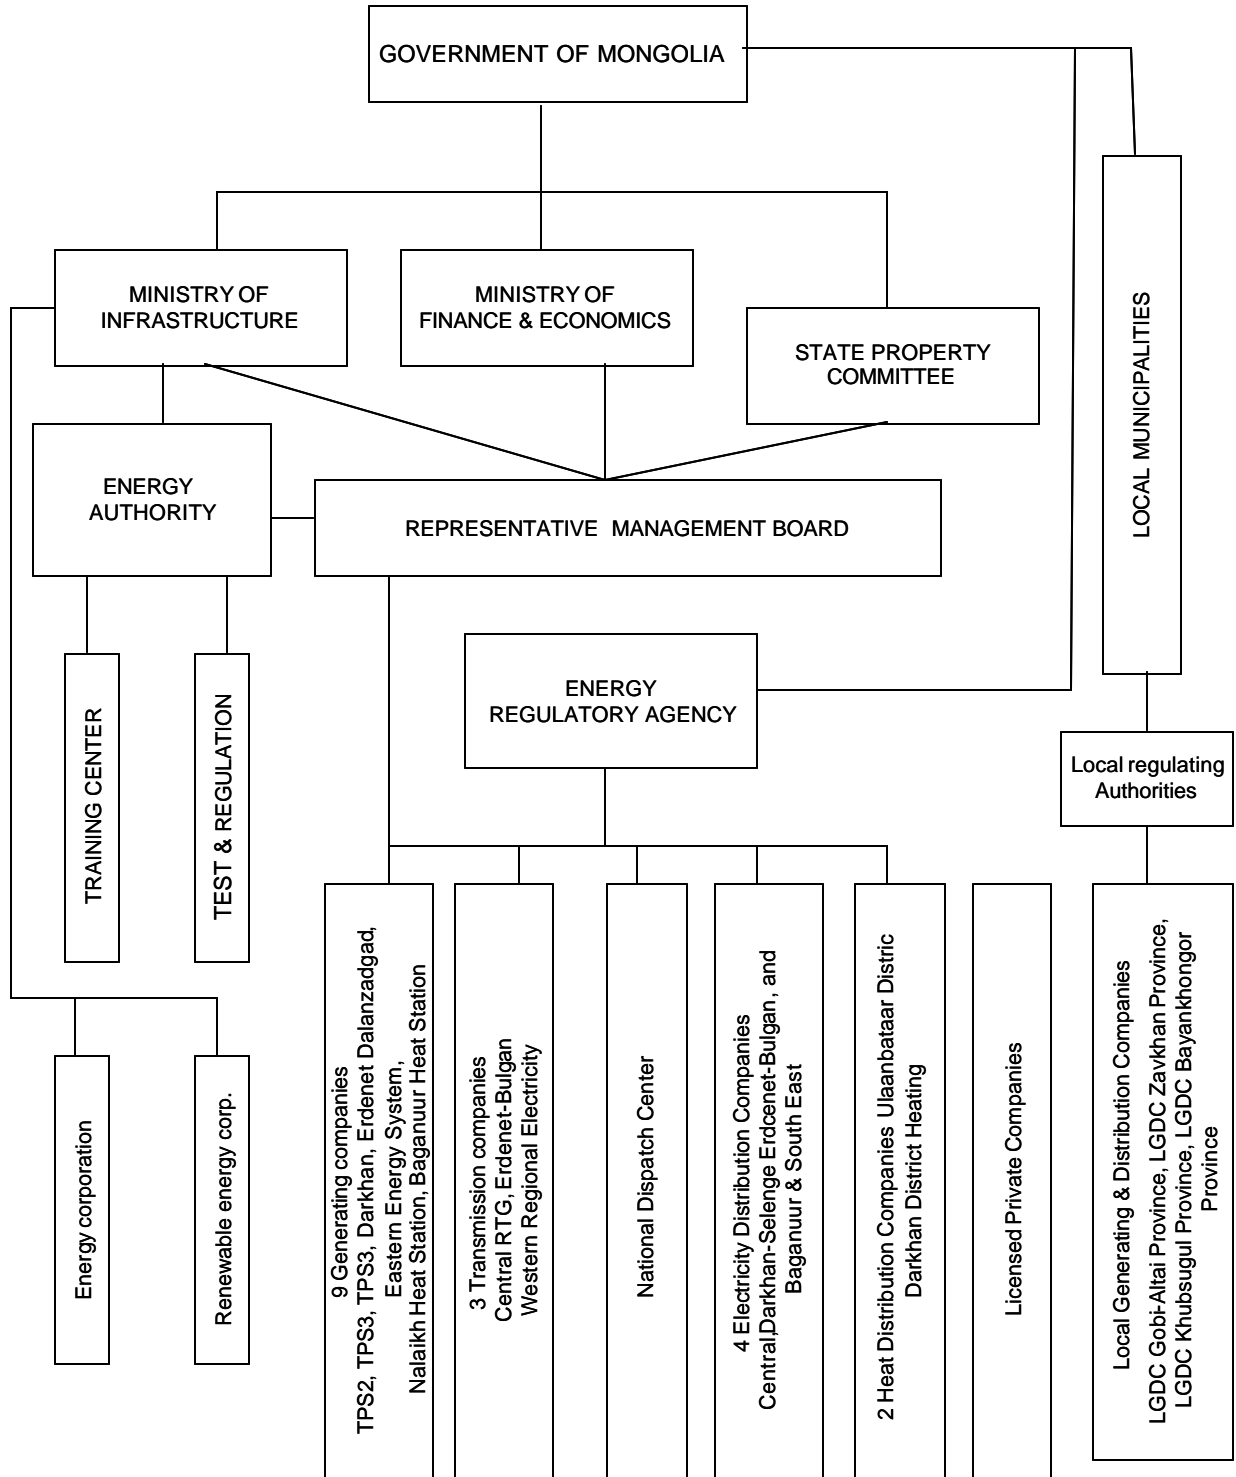 GOVERNMENT OF MONGOLIA
MINISTRY OF
INFRASTRUCTURE
MINISTRY OF
FINANCE & ECONOMICS
STATE PROPERTY
COMMITTEE
LOCAL MUNICIPALITIES
ENERGY
AUTHORITY
REPRESENTATIVE MANAGEMENT BOARD
ENERGY
REGULATORY AGENCY
TRAINING CENTER
TEST & REGULATION
Local regulating
Authorities
Energy corporation
Renewable energy corp.
9 Generating companies
TPS2, TPS3, TPS3, Darkhan, Erdenet Dalanzadgad,
Eastern Energy System,
Nalaikh Heat Station, Baganuur Heat Station
3 Transmission companies
Central RTG, Erdenet-Bulgan
Western Regional Electricity
National Dispatch Center
4 Electricity Distribution Companies
Central,Darkhan-Selenge Erdcenet-Bulgan, and
Baganuur & South East
2 Heat Distribution Companies Ulaanbataar Distric
Darkhan District Heating
Licensed Private Companies
Local Generating & Distribution Companies
LGDC Gobi-Altai Province, LGDC Zavkhan Province,
LGDC Khubsugul Province, LGDC Bayankhongor
Province